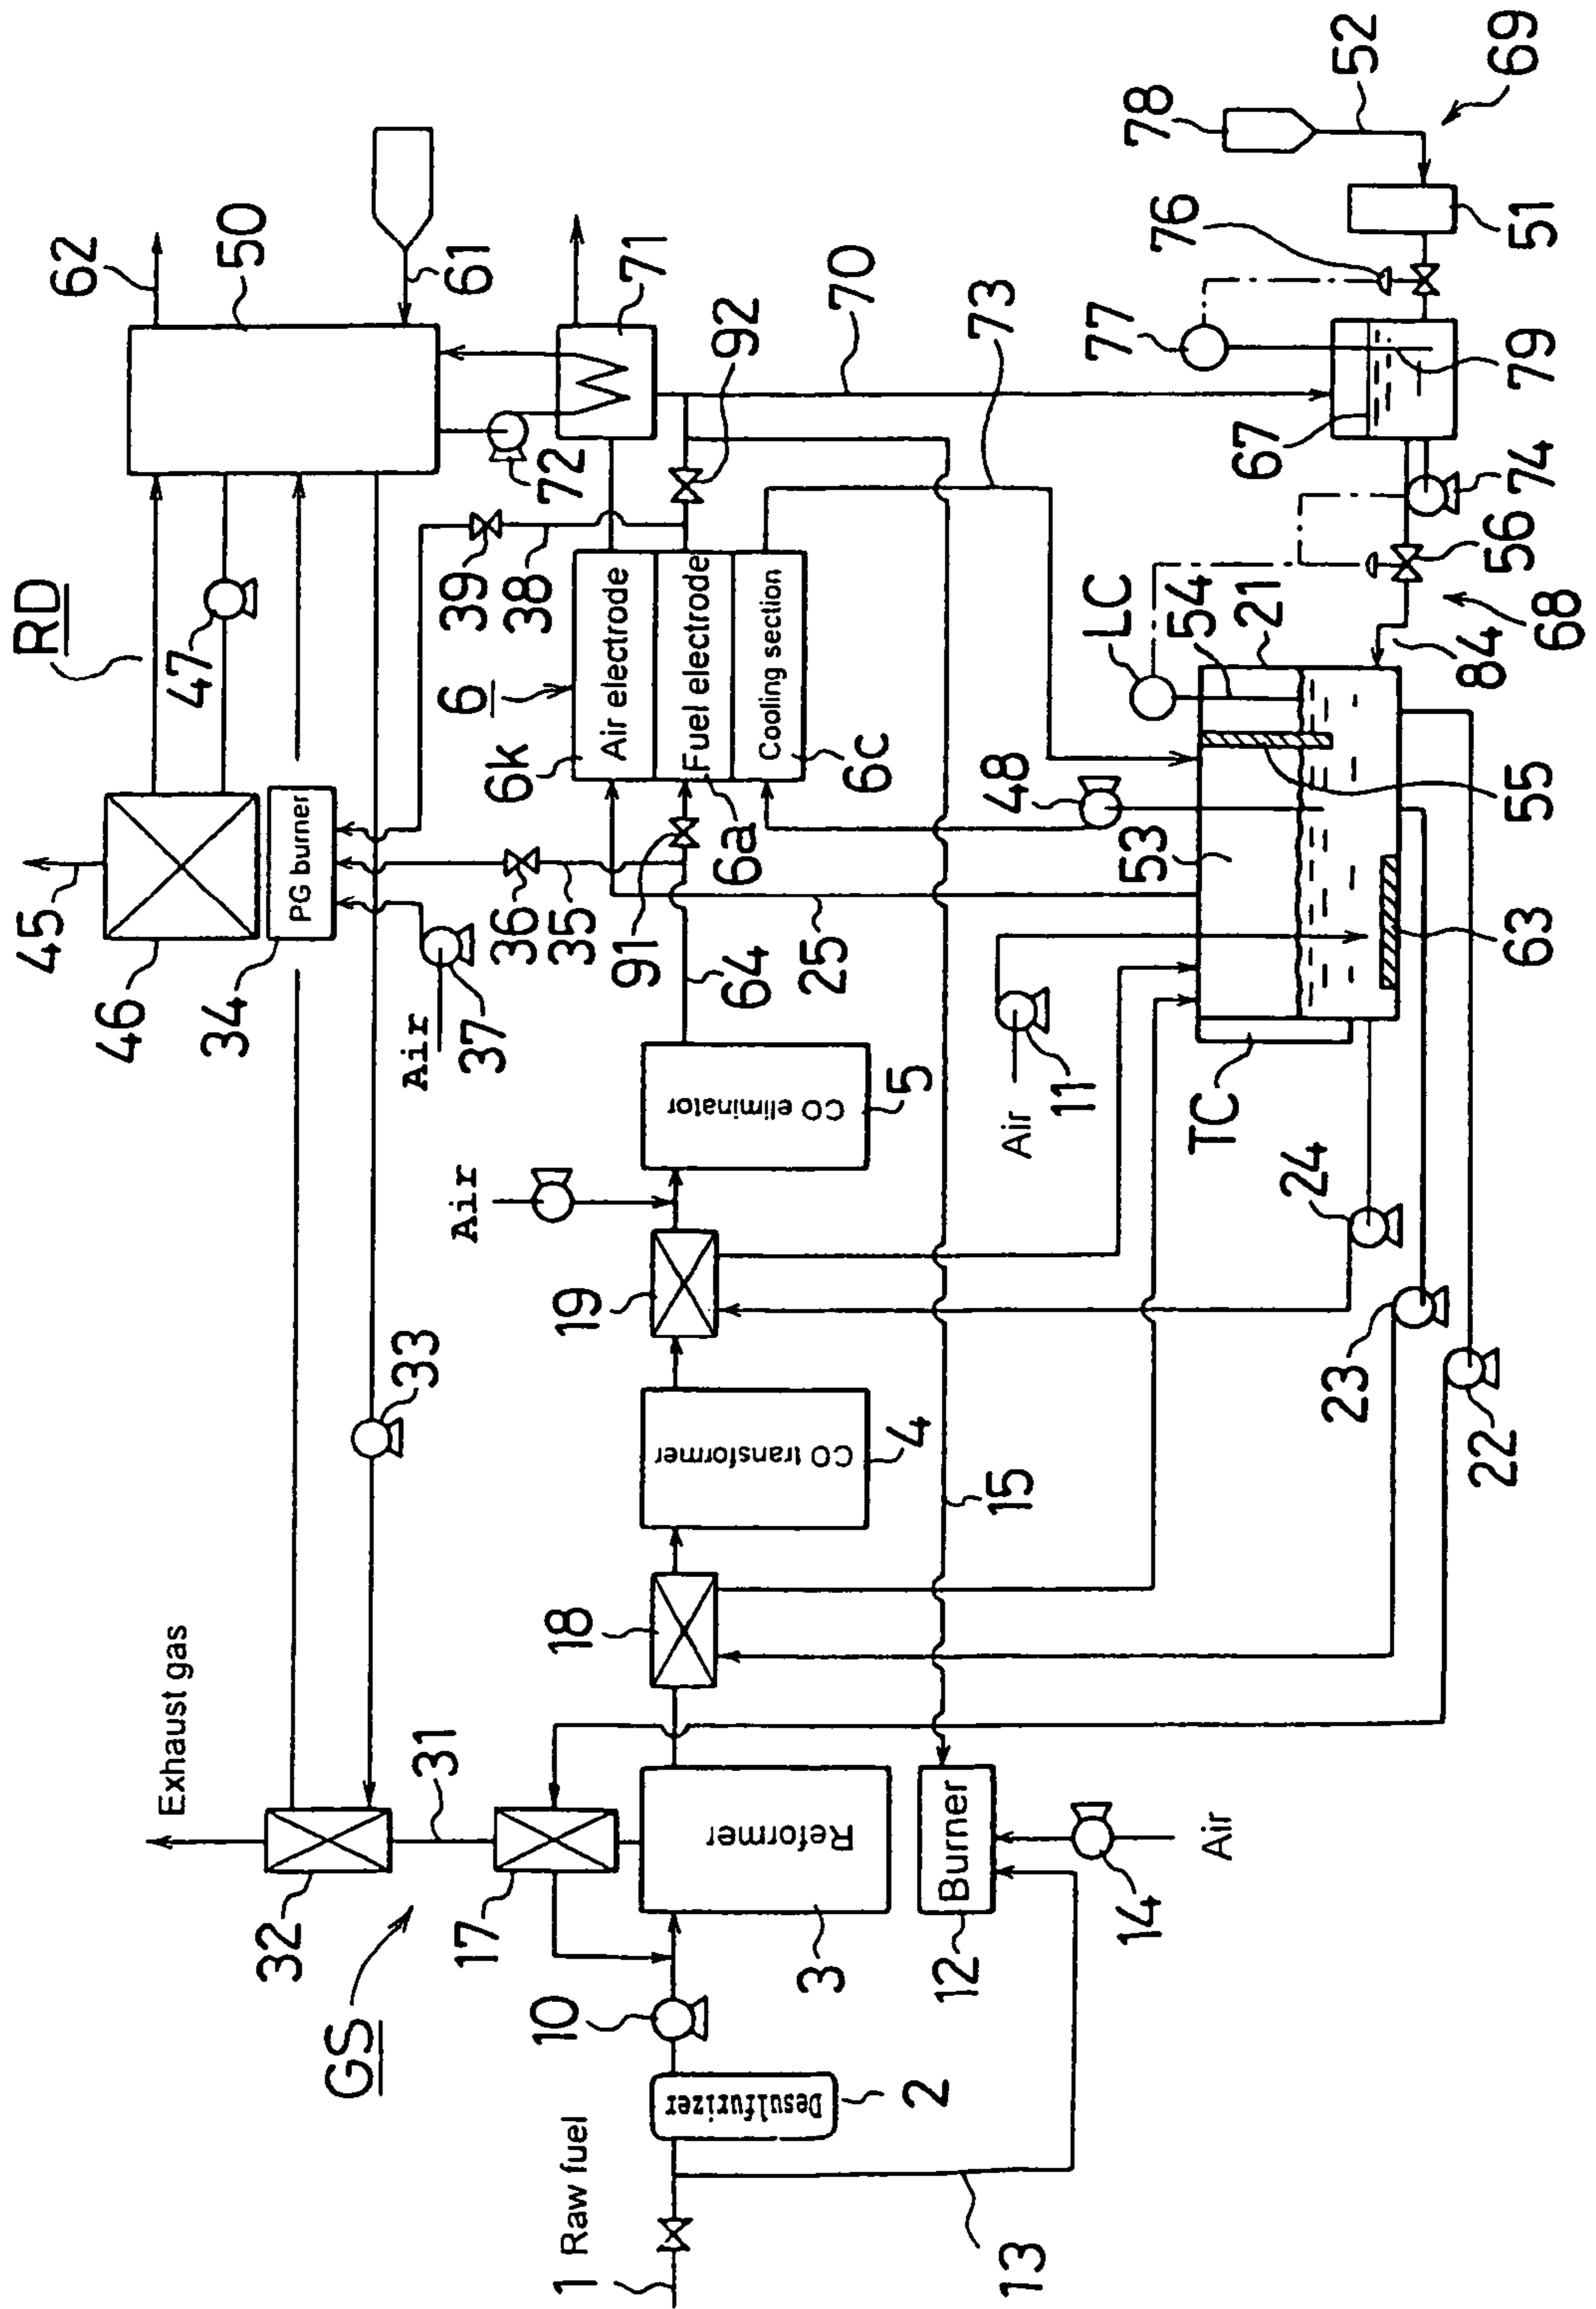 RD
62
50
61
45
46
47
34
PG burner
37
Air
39
38
36
35
72
71
92
6
6k
Air electrode
Fuel electrode
Cooling section
6a
6c
91
64
25
70
73
48
53
11
Air
TC
LC
54
21
55
63
84
68
56
74
67
77
79
76
51
78
52
69
24
23
22
5
CO eliminator
Air
19
33
4
CO transformer
15
18
Exhaust gas
31
32
17
GS
Reformer
3
Burner
12
14
Air
10
Desulfurizer
2
Raw fuel
1
13